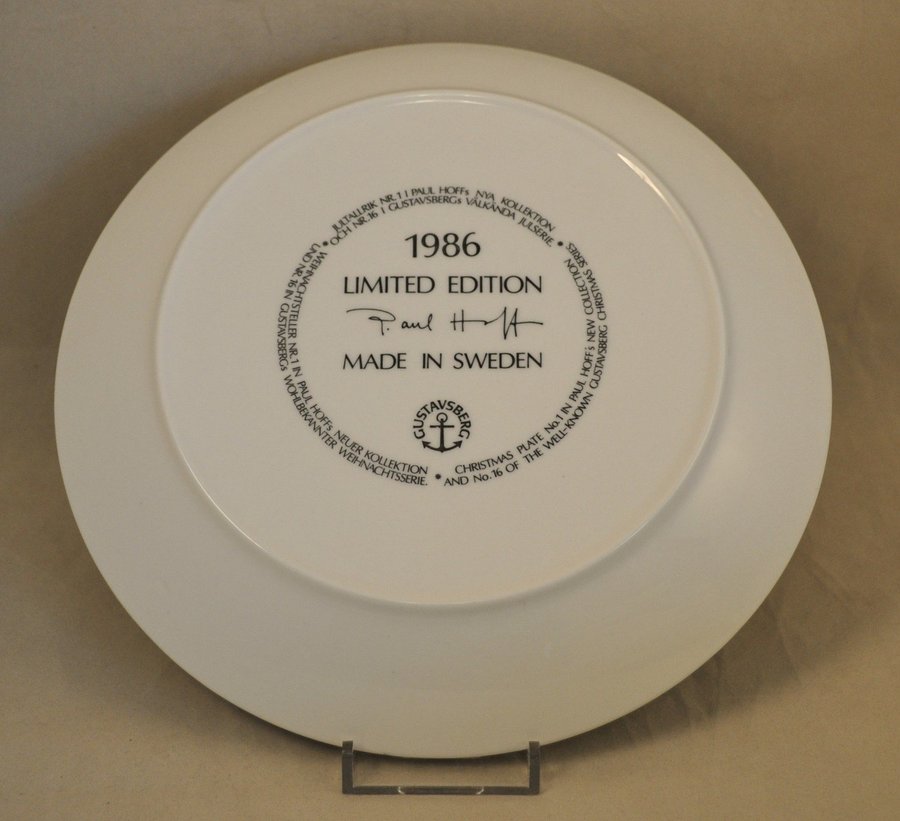 JULTALLRIK NR.1 I PAUL HOFFs NYA KOLLEKTION
OCH NR.16 I GUSTAVSBERGs VÄLKÄNDA JULSERIE.
CHRISTMAS PLATE No.1 IN PAUL HOFF's NEW COLLECTION
AND No.16 OF THE WELL-KNOWN GUSTAVSBERG CHRISTMAS SERIES.
WEIHNACHTSTELLER NR.1 IN PAUL HOFFs NEUER KOLLEKTION
UND NR.16 IN GUSTAVSBERGs WOHLBEKANNTER WEIHNACHTSSERIE.
1986
LIMITED EDITION
Paul Hoff
MADE IN SWEDEN
GUSTAVSBERG